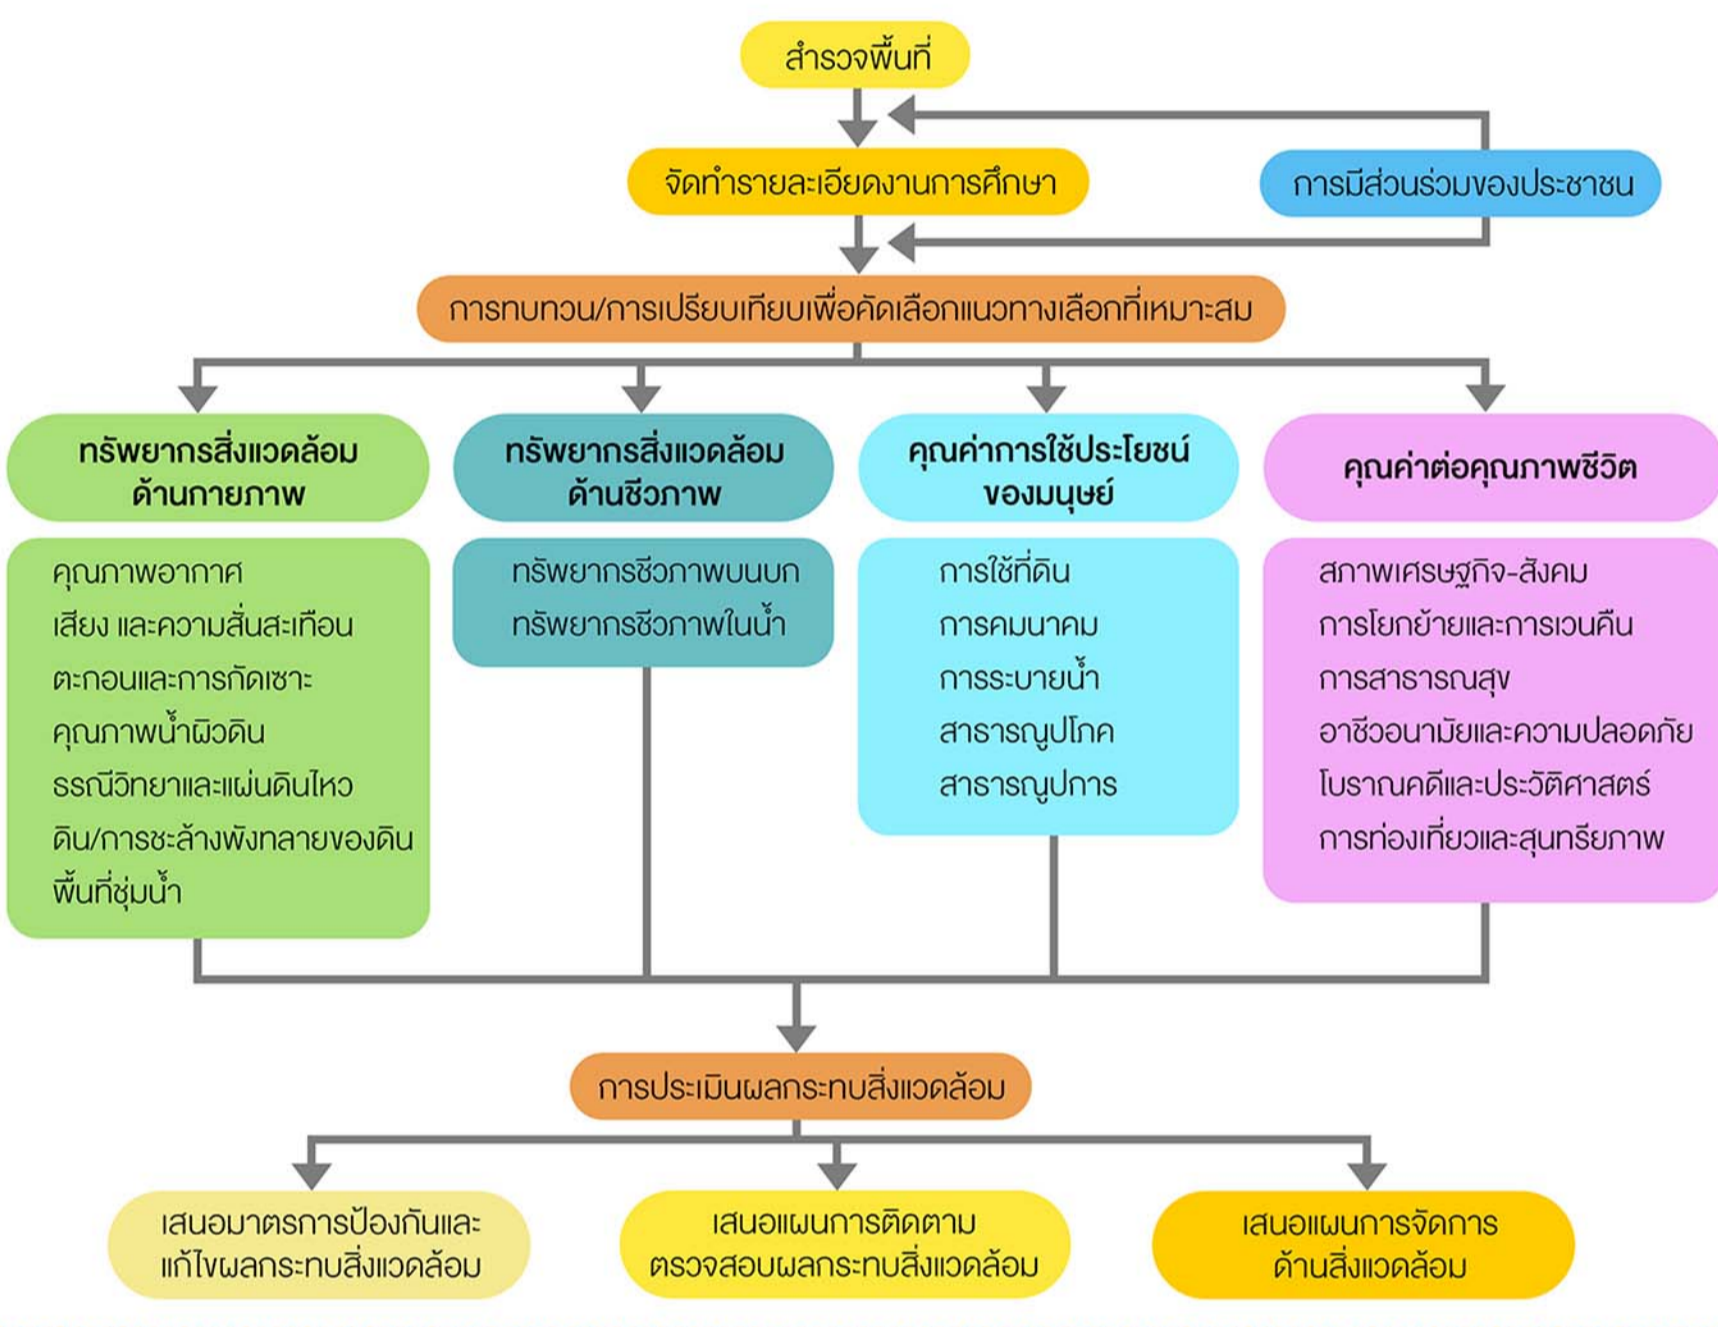 สำรวจพื้นที่
จัดทำรายละเอียดงานการศึกษา
การมีส่วนร่วมของประชาชน
การทบทวน/การเปรียบเทียบเพื่อคัดเลือกแนวทางเลือกที่เหมาะสม
ทรัพยากรสิ่งแวดล้อม
ด้านกายภาพ
คุณภาพอากาศ
เสียง และความสั่นสะเทือน
ตะกอนและการกัดเซาะ
คุณภาพน้ำผิวดิน
ธรณีวิทยาและแผ่นดินไหว
ดิน/การชะล้างพังทลายของดิน
พื้นที่ชุ่มน้ำ
ทรัพยากรสิ่งแวดล้อม
ด้านชีวภาพ
ทรัพยากรชีวภาพบนบก
ทรัพยากรชีวภาพในน้ำ
คุณค่าการใช้ประโยชน์
ของมนุษย์
การใช้ที่ดิน
การคมนาคม
การระบายน้ำ
สาธารณูปโภค
สาธารณูปการ
คุณค่าต่อคุณภาพชีวิต
สภาพเศรษฐกิจ-สังคม
การโยกย้ายและการเวนคืน
การสาธารณสุข
อาชีวอนามัยและความปลอดภัย
โบราณคดีและประวัติศาสตร์
การท่องเที่ยวและสุนทรียภาพ
การประเมินผลกระทบสิ่งแวดล้อม
เสนอมาตรการป้องกันและ
แก้ไขผลกระทบสิ่งแวดล้อม
เสนอแผนการติดตาม
ตรวจสอบผลกระทบสิ่งแวดล้อม
เสนอแผนการจัดการ
ด้านสิ่งแวดล้อม